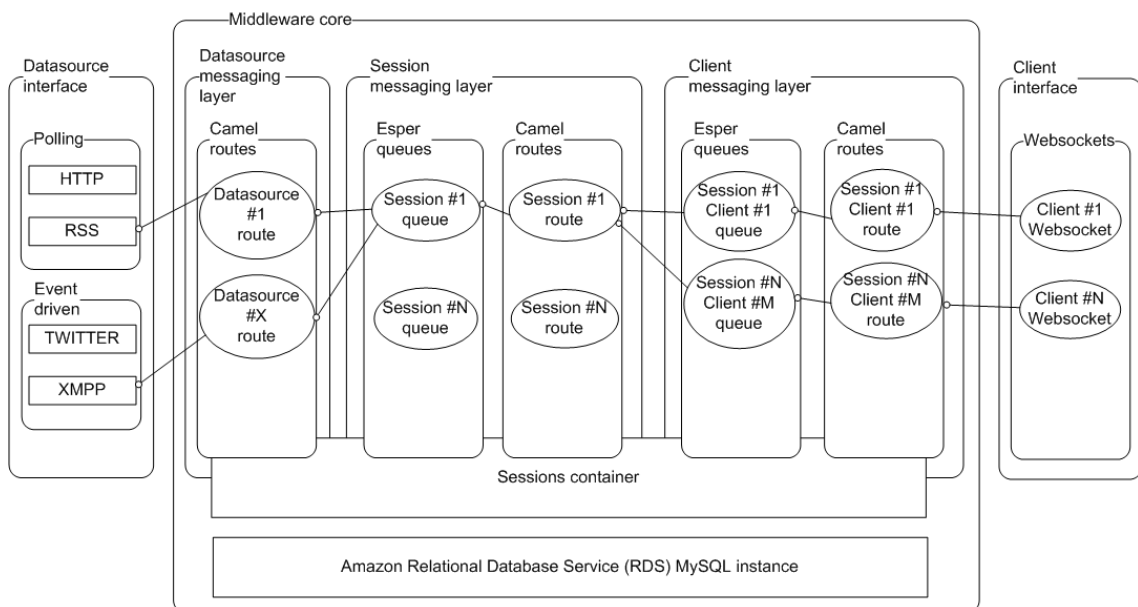 Middleware core
Datasource
interface
Polling
HTTP
RSS
Event
driven
TWITTER
XMPP
Datasource
messaging
layer
Camel
routes
Datasource
#1
route
Datasource
#X
route
Session
messaging layer
Esper
queues
Session #1
queue
Session #N
queue
Camel
routes
Session #1
route
Session #N
route
Client
messaging layer
Esper
queues
Session #1
Client #1
queue
Session #N
Client #M
queue
Camel
routes
Session #1
Client #1
route
Session #N
Client #M
route
Client
interface
Websockets
Client #1
Websocket
Client #N
Websocket
Sessions container
Amazon Relational Database Service (RDS) MySQL instance